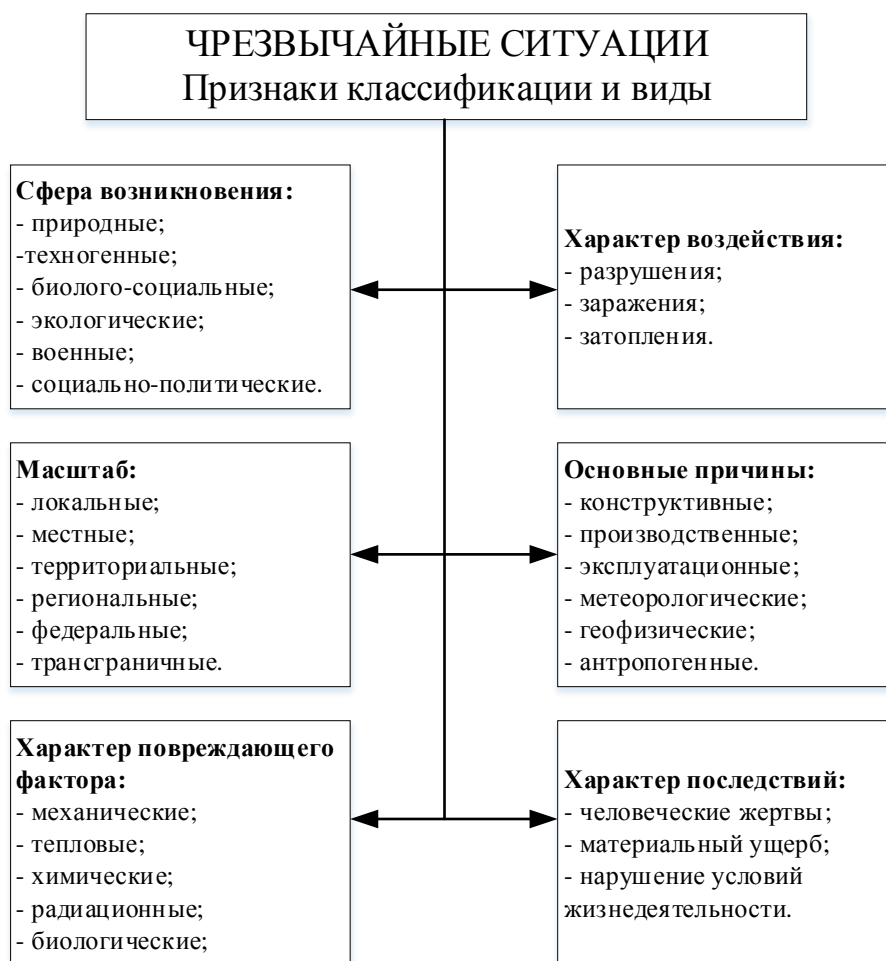 ЧРЕЗВЫЧАЙНЫЕ СИТУАЦИИ
Признаки классификации и виды
Сфера возникновения:
- природные;
-техногенные;
- биолого-социальные;
- экологические;
- военные;
- социально-политические.
Характер воздействия:
- разрушения;
- заражения;
- затопления.
Масштаб:
- локальные;
- местные;
- территориальные;
- региональные;
- федеральные;
- трансграничные.
Основные причины:
- конструктивные;
- производственные;
- эксплуатационные;
- метеорологические;
- геофизические;
- антропогенные.
Характер повреждающего
фактора:
- механические;
- тепловые;
- химические;
- радиационные;
- биологические;
Характер последствий:
- человеческие жертвы;
- материальный ущерб;
- нарушение условий
жизнедеятельности.